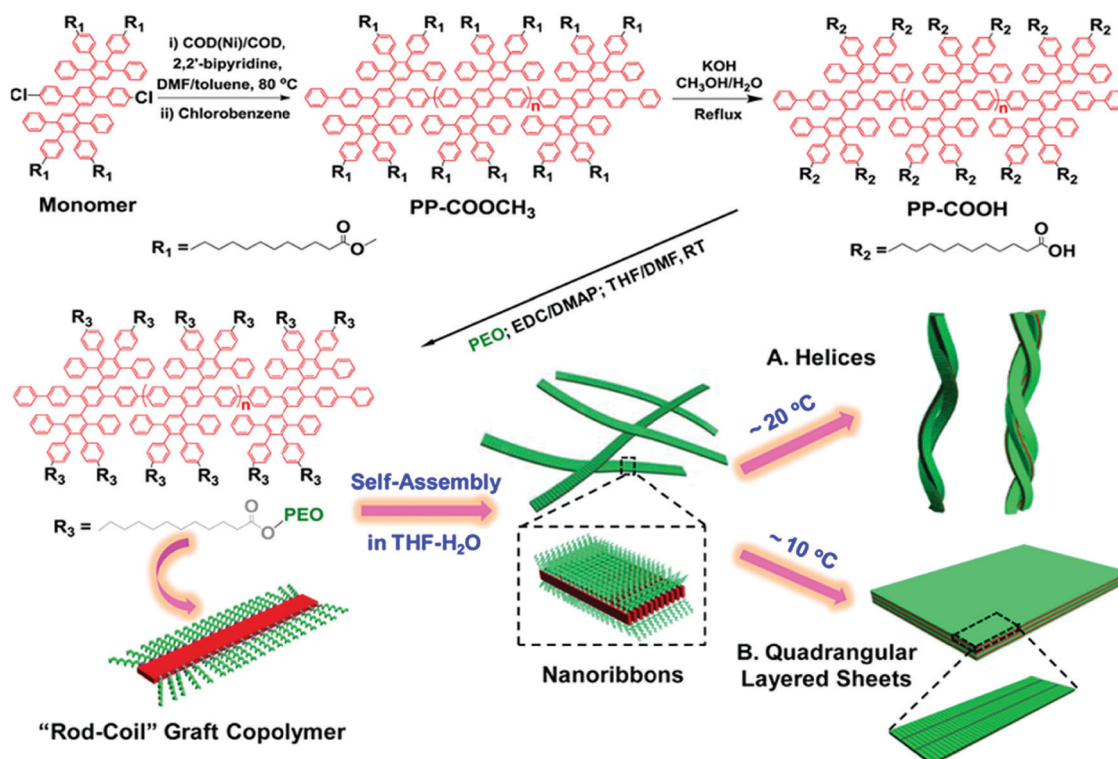 R₁ R₁
Cl
Cl
R₁ R₁
Monomer
i) COD(Ni)/COD,
2,2'-bipyridine,
DMF/toluene, 80 ºC
ii) Chlorobenzene
R₁ R₁ R₁ R₁ R₁ R₁
n
R₁ R₁ R₁ R₁ R₁ R₁
PP-COOCH₃
KOH
CH₃OH/H₂O
Reflux
R₂ R₂ R₂ R₂ R₂ R₂
n
R₂ R₂ R₂ R₂ R₂ R₂
PP-COOH
R₁ =
O
O
R₂ =
O
OH
PEO; EDC/DMAP; THF/DMF, RT
R₃ R₃ R₃ R₃ R₃ R₃
n
R₃ R₃ R₃ R₃ R₃ R₃
R₃ =
O
O
PEO
"Rod-Coil" Graft Copolymer
Self-Assembly
in THF-H₂O
Nanoribbons
~ 20 ºC
A. Helices
~ 10 ºC
B. Quadrangular
Layered Sheets